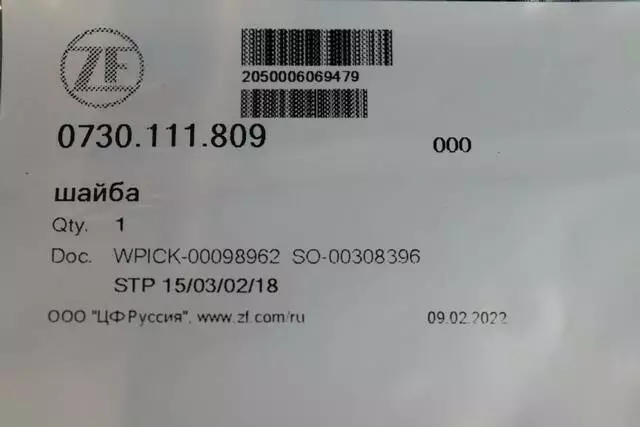 ZF
2050006069479
0730.111.809 000
шайба
Qty. 1
Doc. WPICK-00098962 SO-00308396
STP 15/03/02/18
ООО "ЦФ Руссия", www.zf.com/ru 09.02.2022